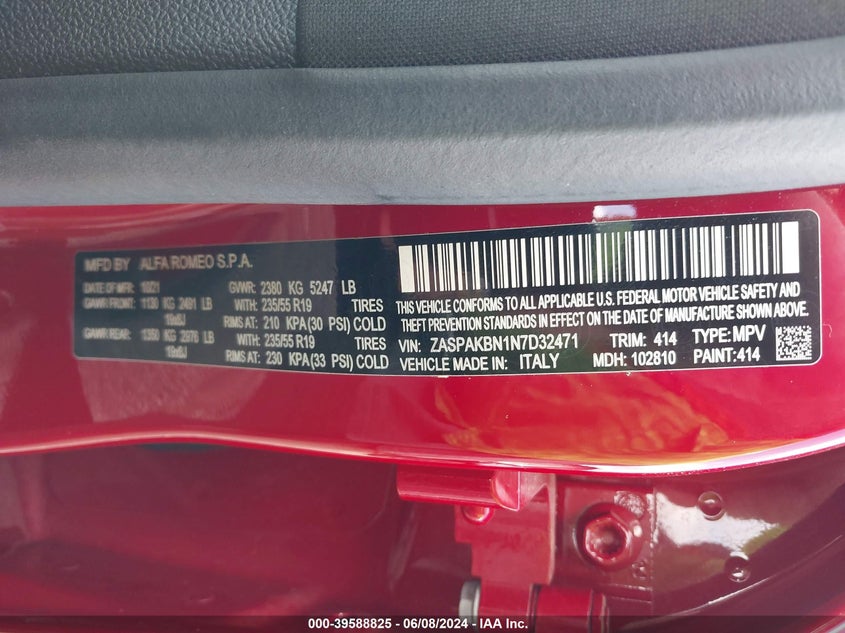 MFD BY ALFA ROMEO S.P.A.
DATE OF MFR: 10/21 GVWR: 2380 KG 5247 LB
GAWR FRONT: 1130 KG 2491 LB WITH: 235/55 R19 TIRES
19x8J RIMS AT: 210 KPA(30 PSI) COLD
GAWR REAR: 1350 KG 2976 LB WITH: 235/55 R19 TIRES
19x8J RIMS AT: 230 KPA(33 PSI) COLD
THIS VEHICLE CONFORMS TO ALL APPLICABLE U.S. FEDERAL MOTOR VEHICLE SAFETY AND
THEFT PREVENTION STANDARDS IN EFFECT ON THE DATE OF MANUFACTURE SHOWN ABOVE.
VIN: ZASPAKBN1N7D32471 TRIM: 414 TYPE: MPV
VEHICLE MADE IN: ITALY MDH: 102810 PAINT:414
000-39588825 - 06/08/2024 - IAA Inc.